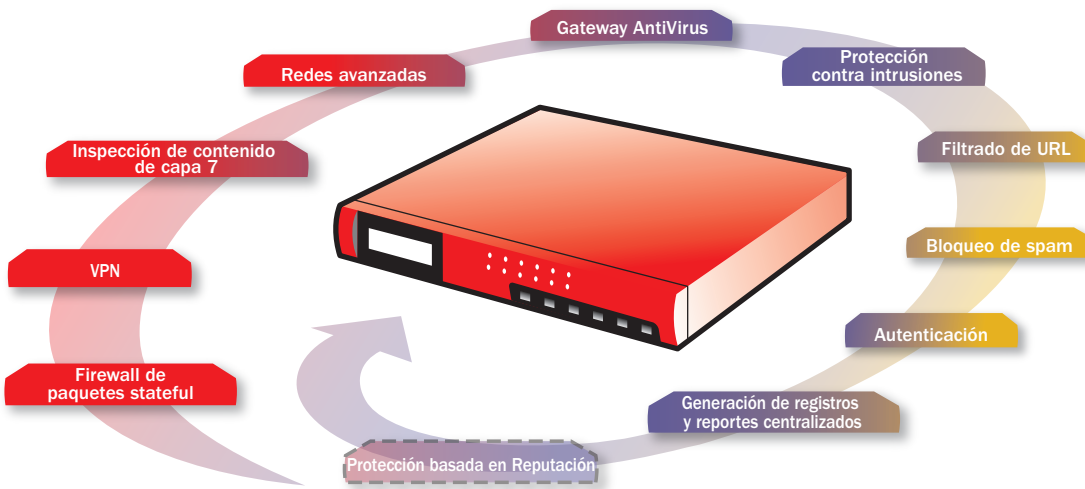 Gateway AntiVirus
Redes avanzadas
Protección
contra intrusiones
Inspección de contenido
de capa 7
Filtrado de URL
VPN
Bloqueo de spam
Autenticación
Firewall de
paquetes stateful
Generación de registros
y reportes centralizados
Protección basada en Reputación